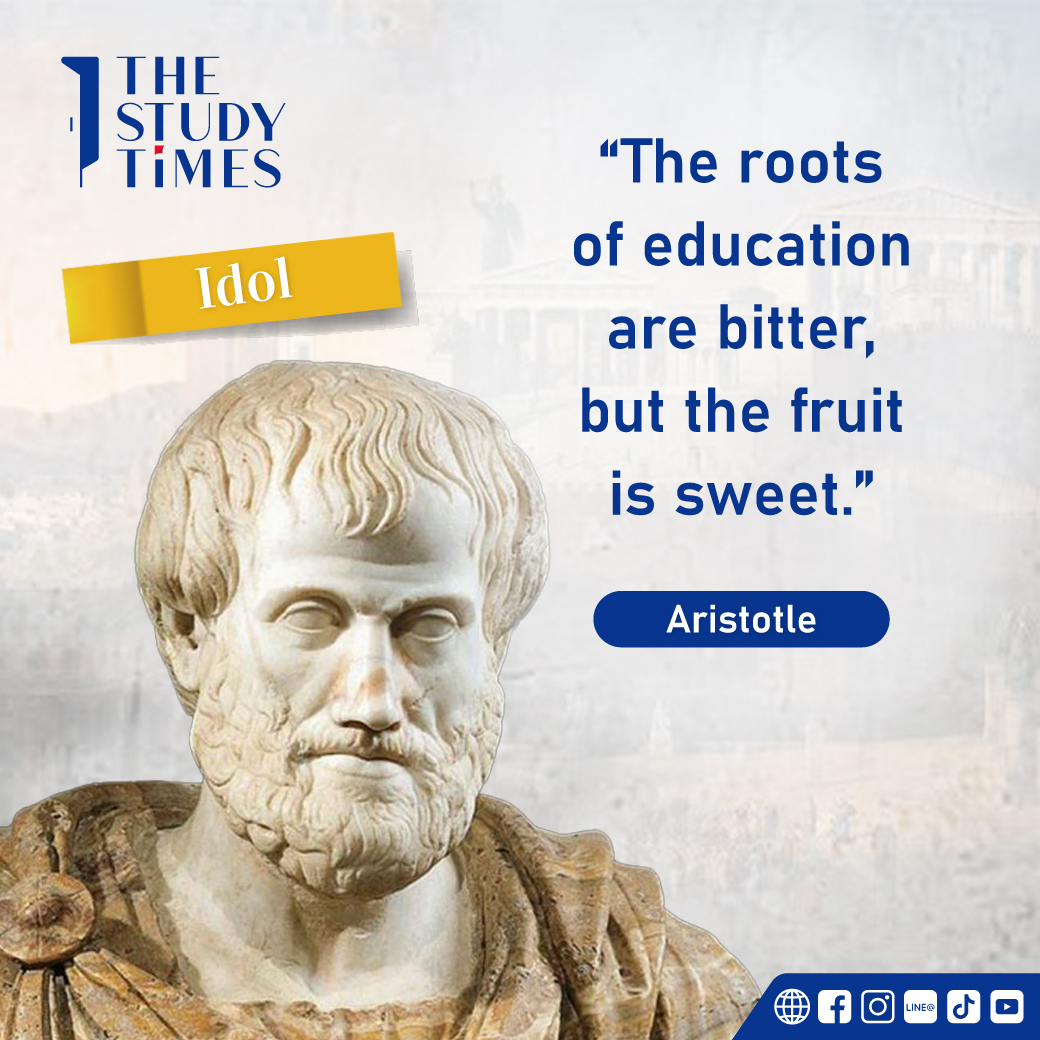 THE
STUDY
TiMES
Idol
“The roots
of education
are bitter,
but the fruit
is sweet.”
Aristotle
LINE@